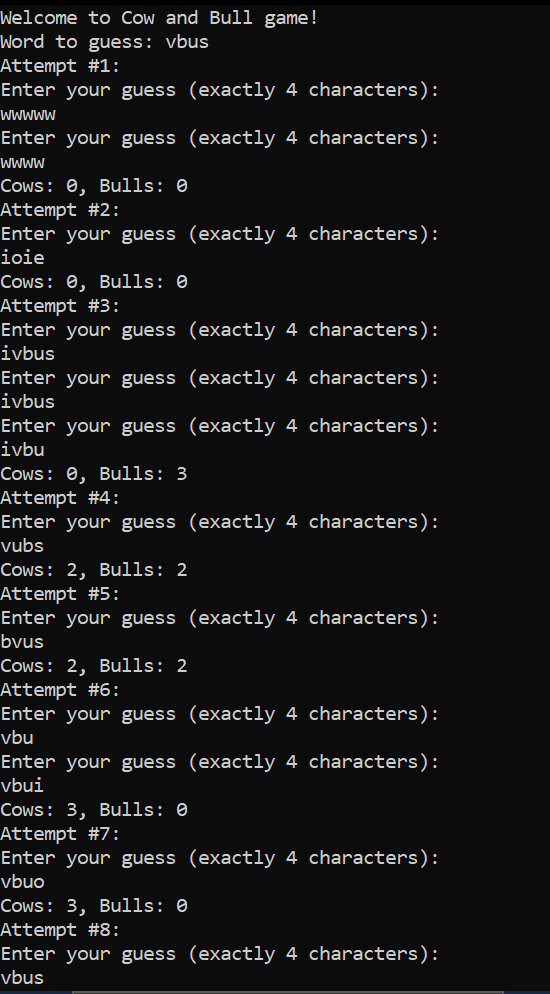 Welcome to Cow and Bull game!
Word to guess: vbus
Attempt #1:
Enter your guess (exactly 4 characters):
wwwww
Enter your guess (exactly 4 characters):
wwww
Cows: 0, Bulls: 0
Attempt #2:
Enter your guess (exactly 4 characters):
ioie
Cows: 0, Bulls: 0
Attempt #3:
Enter your guess (exactly 4 characters):
ivbus
Enter your guess (exactly 4 characters):
ivbus
Enter your guess (exactly 4 characters):
ivbu
Cows: 0, Bulls: 3
Attempt #4:
Enter your guess (exactly 4 characters):
vubs
Cows: 2, Bulls: 2
Attempt #5:
Enter your guess (exactly 4 characters):
bvus
Cows: 2, Bulls: 2
Attempt #6:
Enter your guess (exactly 4 characters):
vbu
Enter your guess (exactly 4 characters):
vbui
Cows: 3, Bulls: 0
Attempt #7:
Enter your guess (exactly 4 characters):
vbuo
Cows: 3, Bulls: 0
Attempt #8:
Enter your guess (exactly 4 characters):
vbus